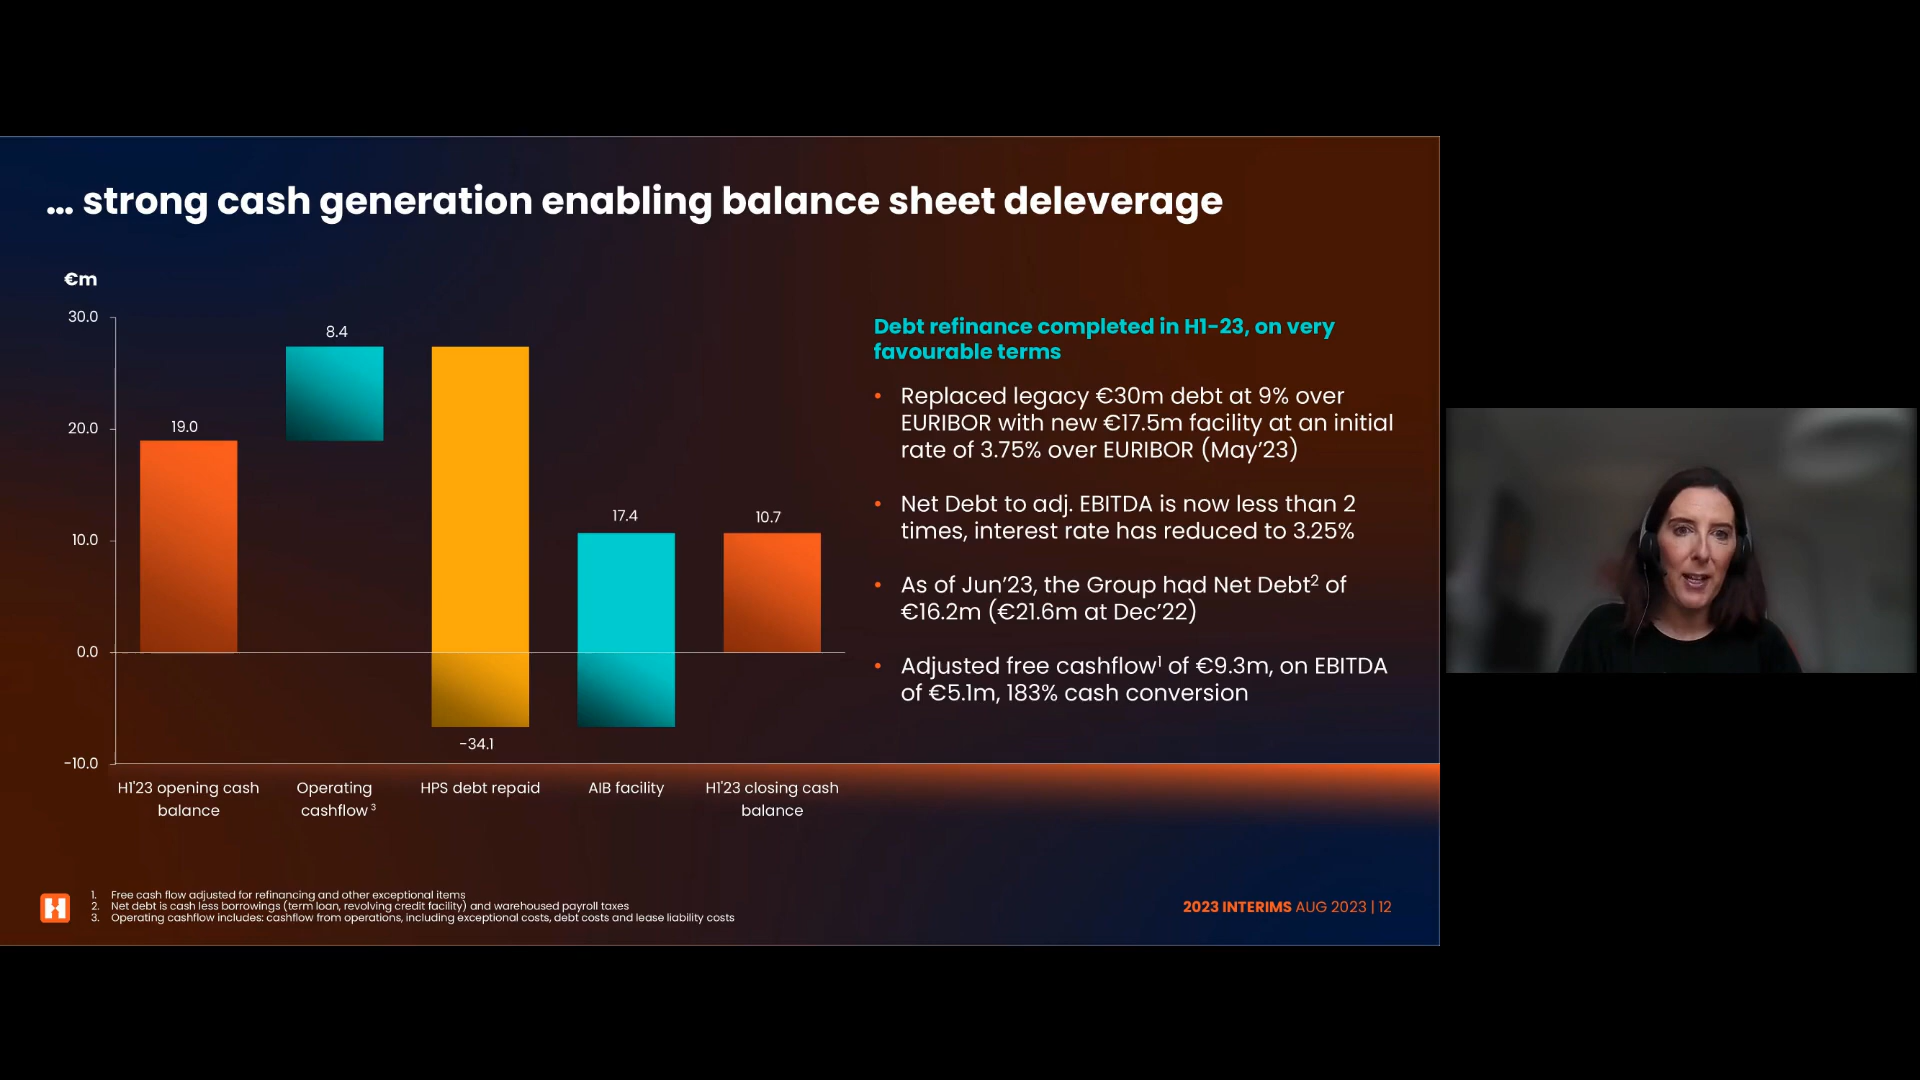 ... strong cash generation enabling balance sheet deleverage
€m
30.0
20.0
10.0
0.0
-10.0
19.0
8.4
-34.1
17.4
10.7
H1'23 opening cash
balance
Operating
cashflow 3
HPS debt repaid
AIB facility
H1'23 closing cash
balance
Debt refinance completed in H1-23, on very
favourable terms
• Replaced legacy €30m debt at 9% over
EURIBOR with new €17.5m facility at an initial
rate of 3.75% over EURIBOR (May'23)
• Net Debt to adj. EBITDA is now less than 2
times, interest rate has reduced to 3.25%
• As of Jun'23, the Group had Net Debt2 of
€16.2m (€21.6m at Dec'22)
• Adjusted free cashflow1 of €9.3m, on EBITDA
of €5.1m, 183% cash conversion
H
1. Free cash flow adjusted for refinancing and other exceptional items
2. Net debt is cash less borrowings (term loan, revolving credit facility) and warehoused payroll taxes
3. Operating cashflow includes: cashflow from operations, including exceptional costs, debt costs and lease liability costs
2023 INTERIMS AUG 2023 | 12